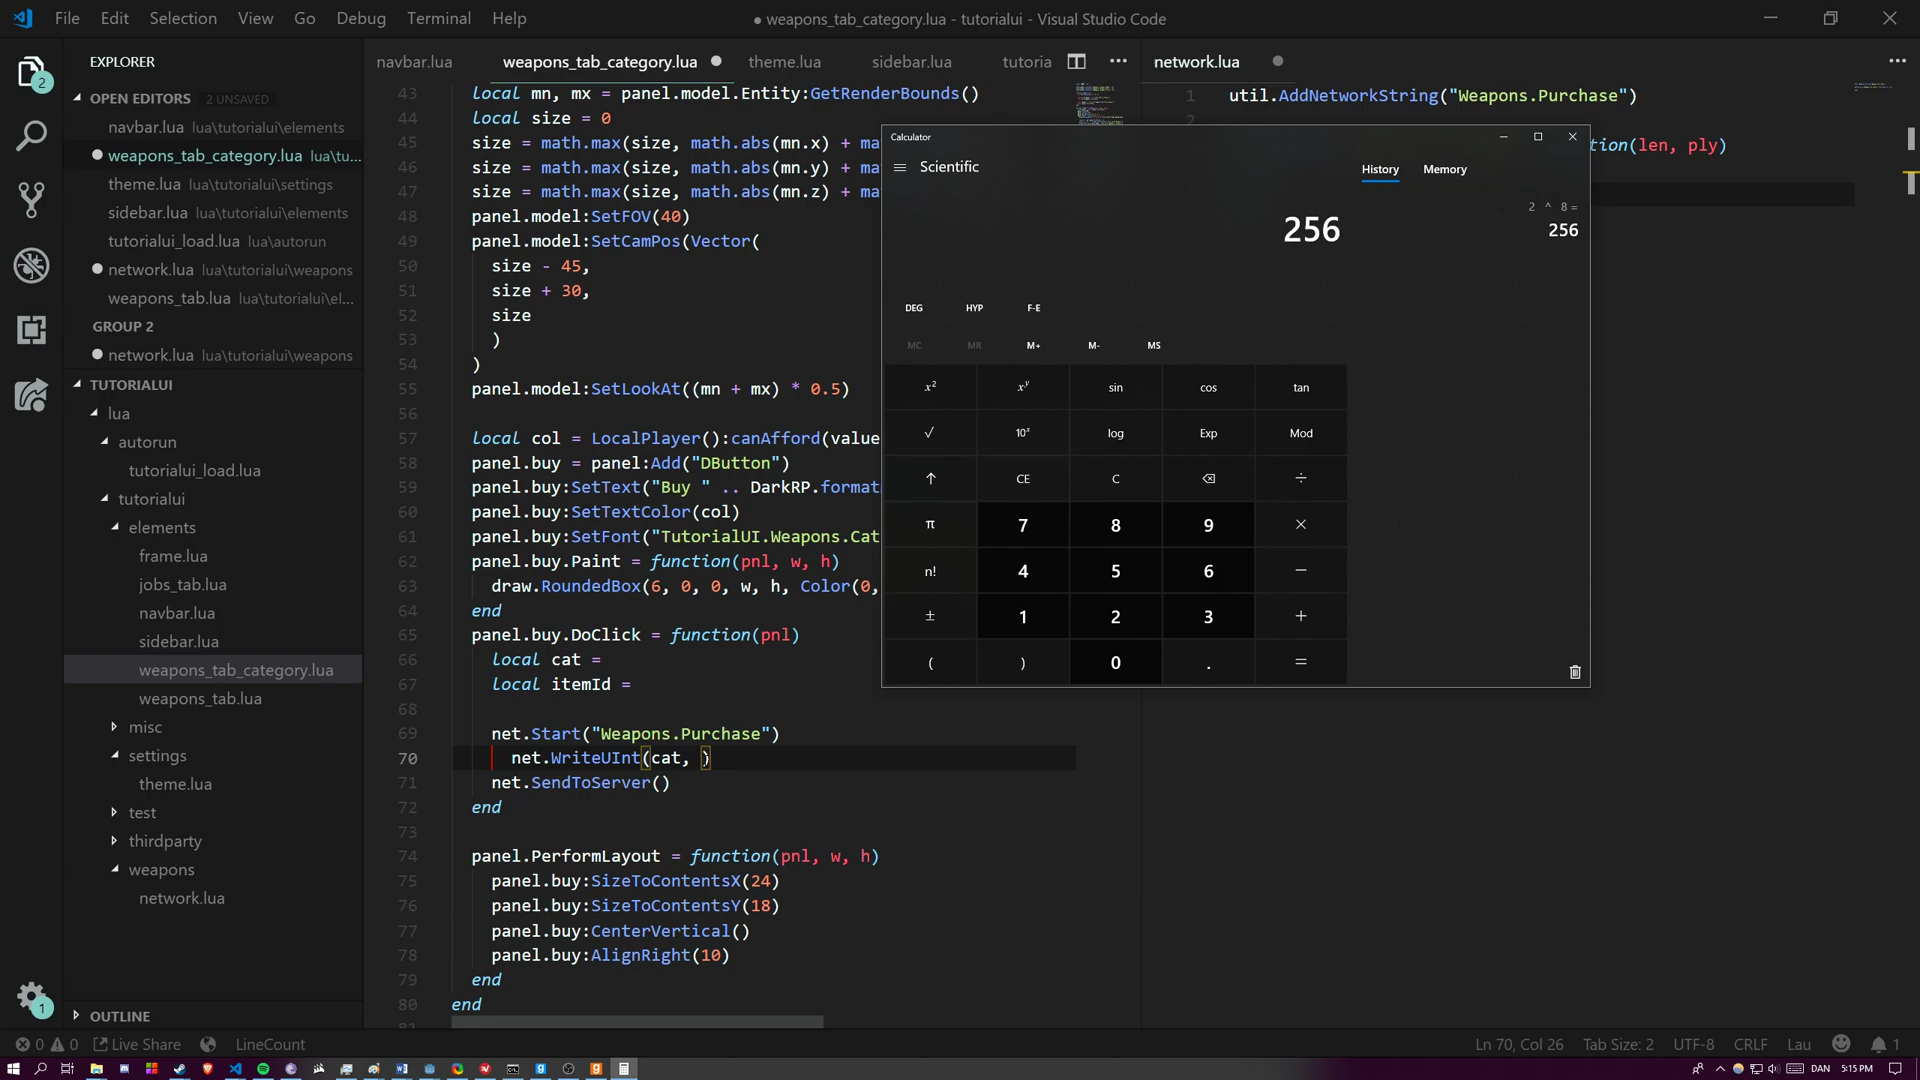 File Edit Selection View Go Debug Terminal Help
● weapons_tab_category.lua - tutorialui - Visual Studio Code
EXPLORER
OPEN EDITORS 2 UNSAVED
navbar.lua lua\tutorialui\elements
weapons_tab_category.lua lua\tu...
theme.lua lua\tutorialui\settings
sidebar.lua lua\tutorialui\elements
tutorialui_load.lua lua\autorun
network.lua lua\tutorialui\weapons
weapons_tab.lua lua\tutorialui\el...
GROUP 2
network.lua lua\tutorialui\weapons
TUTORIALUI
lua
autorun
tutorialui_load.lua
tutorialui
elements
frame.lua
jobs_tab.lua
navbar.lua
sidebar.lua
weapons_tab_category.lua
weapons_tab.lua
misc
settings
theme.lua
test
thirdparty
weapons
network.lua
OUTLINE
2
1
navbar.lua weapons_tab_category.lua theme.lua sidebar.lua tutoria
43 local mn, mx = panel.model.Entity:GetRenderBounds()
44 local size = 0
45 size = math.max(size, math.abs(mn.x) + ma
46 size = math.max(size, math.abs(mn.y) + ma
47 size = math.max(size, math.abs(mn.z) + ma
48 panel.model:SetFOV(40)
49 panel.model:SetCamPos(Vector(
50 size - 45,
51 size + 30,
52 size
53 )
54 )
55 panel.model:SetLookAt((mn + mx) * 0.5)
56
57 local col = LocalPlayer():canAfford(value
58 panel.buy = panel:Add("DButton")
59 panel.buy:SetText("Buy " .. DarkRP.format
60 panel.buy:SetTextColor(col)
61 panel.buy:SetFont("TutorialUI.Weapons.Cat
62 panel.buy.Paint = function(pnl, w, h)
63 draw.RoundedBox(6, 0, 0, w, h, Color(0,
64 end
65 panel.buy.DoClick = function(pnl)
66 local cat =
67 local itemId =
68
69 net.Start("Weapons.Purchase")
70 net.WriteUInt(cat, )
71 net.SendToServer()
72 end
73
74 panel.PerformLayout = function(pnl, w, h)
75 panel.buy:SizeToContentsX(24)
76 panel.buy:SizeToContentsY(18)
77 panel.buy:CenterVertical()
78 panel.buy:AlignRight(10)
79 end
80 end
network.lua
1 util.AddNetworkString("Weapons.Purchase")
2
tion(len, ply)
Calculator
Scientific
History Memory
2 ^ 8 =
256
256
DEG HYP F-E
MC MR M+ M- MS
x² xʸ sin cos tan
√ 10ˣ log Exp Mod
↑ CE C ⌫ ÷
π 7 8 9 ×
n! 4 5 6 −
± 1 2 3 +
( ) 0 . =
0 0 Live Share LineCount
Ln 70, Col 26 Tab Size: 2 UTF-8 CRLF Lau 1
DAN 5:15 PM